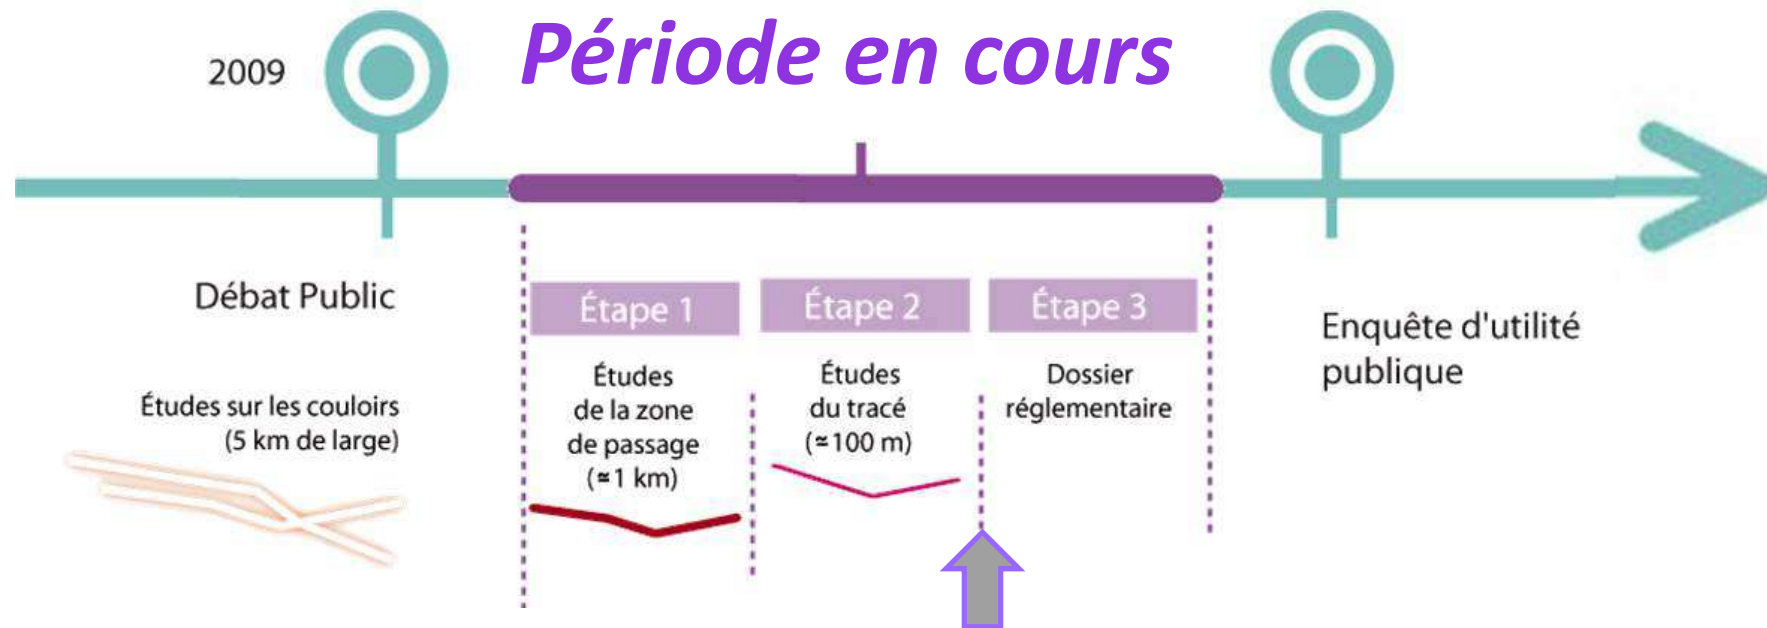 Période en cours
2009
Débat Public
Études sur les couloirs
(5 km de large)
Étape 1
Études
de la zone
de passage
(≃1 km)
Étape 2
Études
du tracé
(≃100 m)
Étape 3
Dossier
réglementaire
Enquête d'utilité
publique